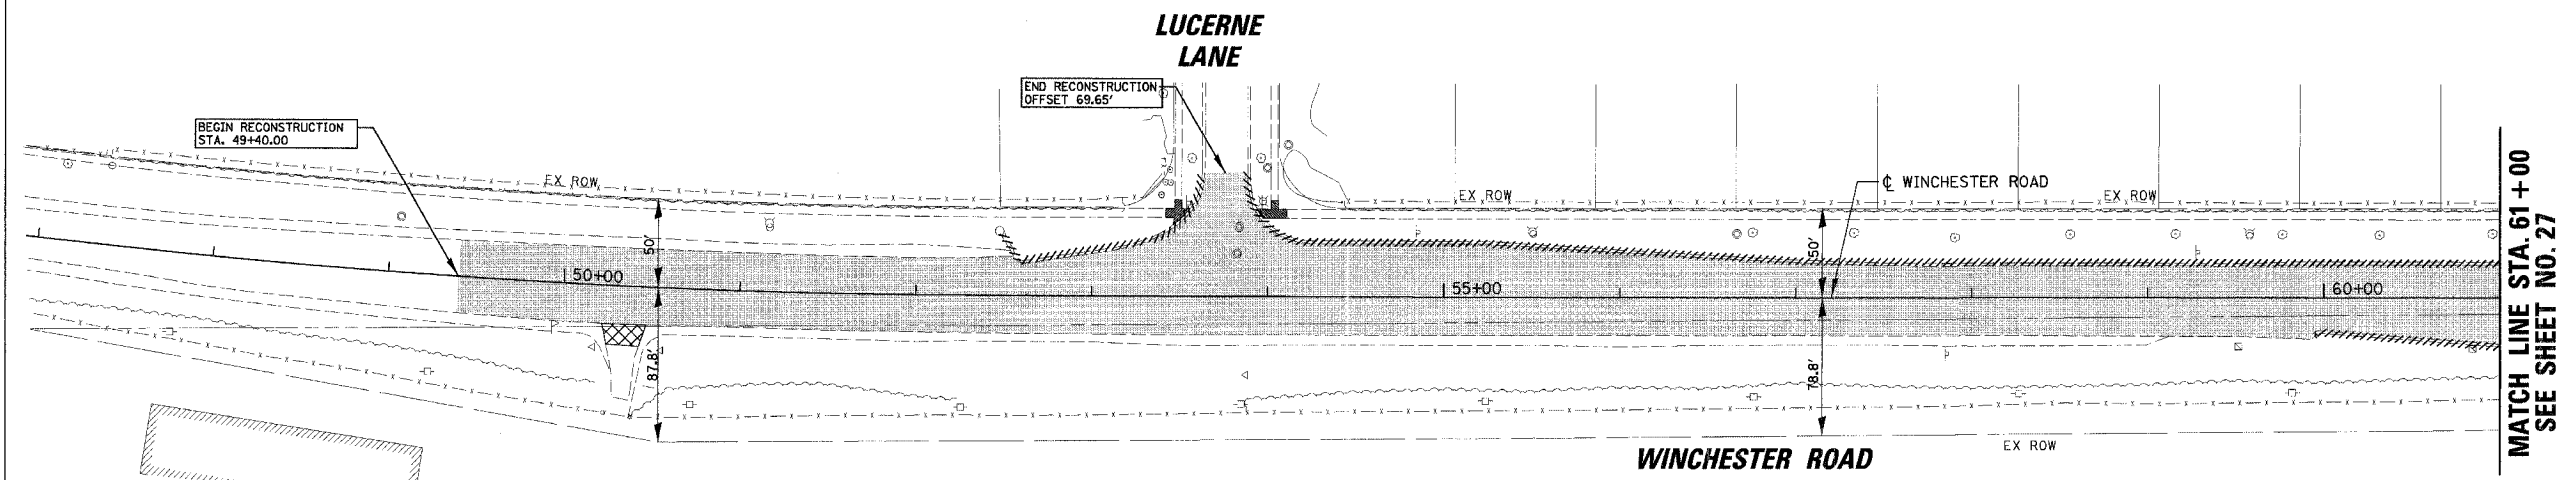 LUCERNE
LANE
END RECONSTRUCTION
OFFSET 69.65'
BEGIN RECONSTRUCTION
STA. 49+40.00
EX ROW
EX ROW
EX ROW
℄ WINCHESTER ROAD
50'
50'
50+00
55+00
60+00
87.8'
78.8'
EX ROW
WINCHESTER ROAD
MATCH LINE STA. 61+00
SEE SHEET NO. 27